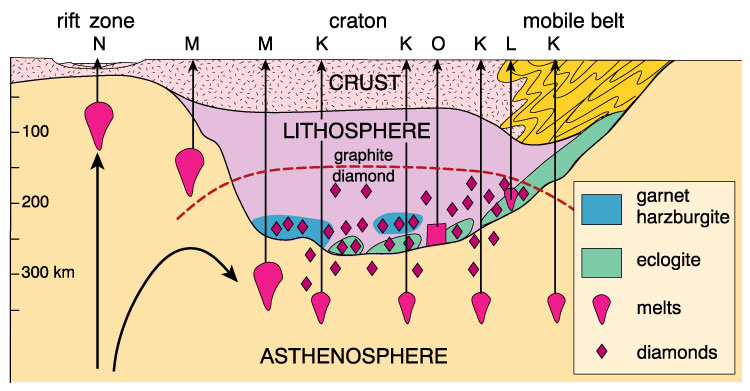 rift zone craton mobile belt
N M M K K O K L K
CRUST
LITHOSPHERE
graphite
diamond
100
200
300 km
ASTHENOSPHERE
garnet
harzburgite
eclogite
melts
diamonds